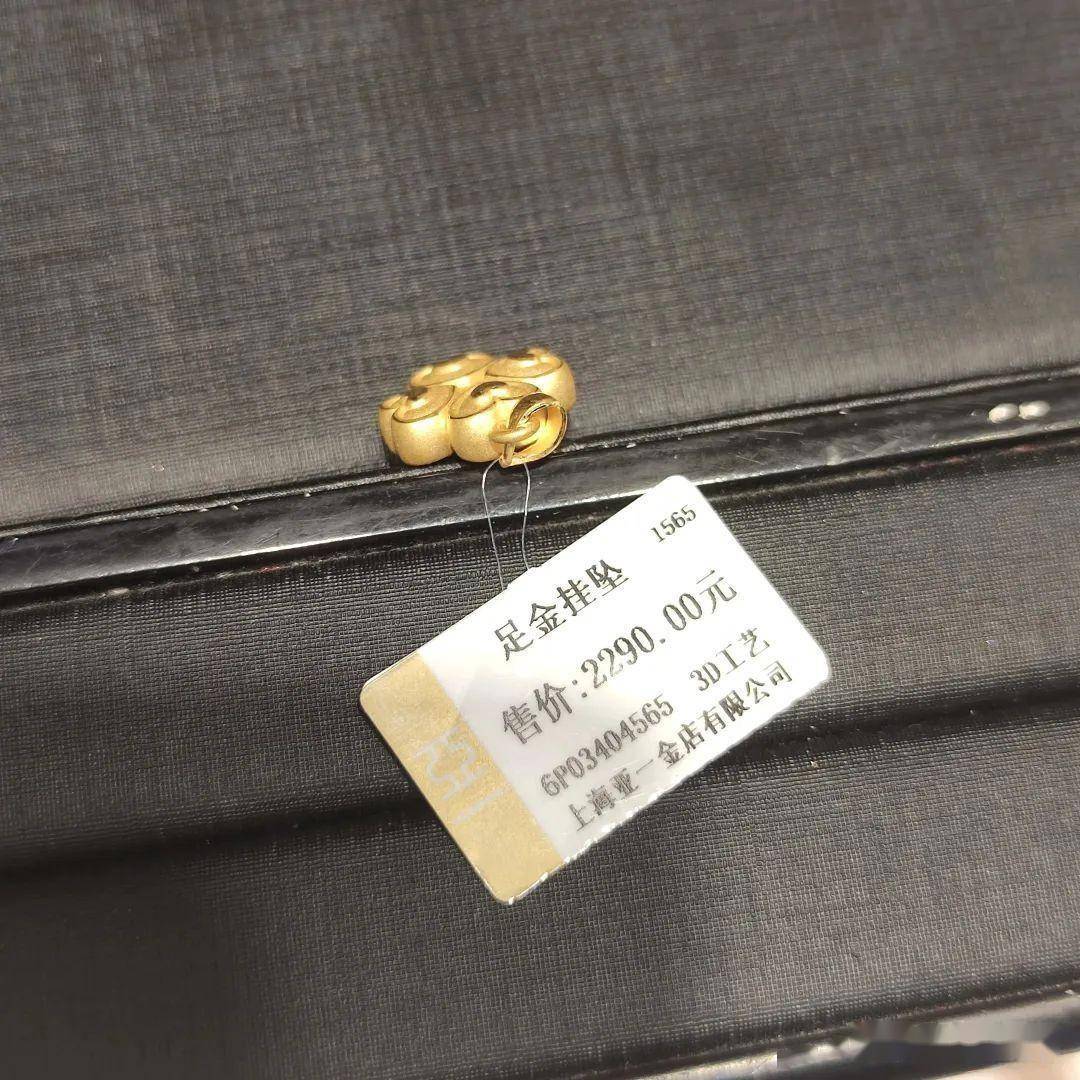 1565
足金挂坠
售价:2290.00元
6P03404565 3D工艺
上海亚一金店有限公司